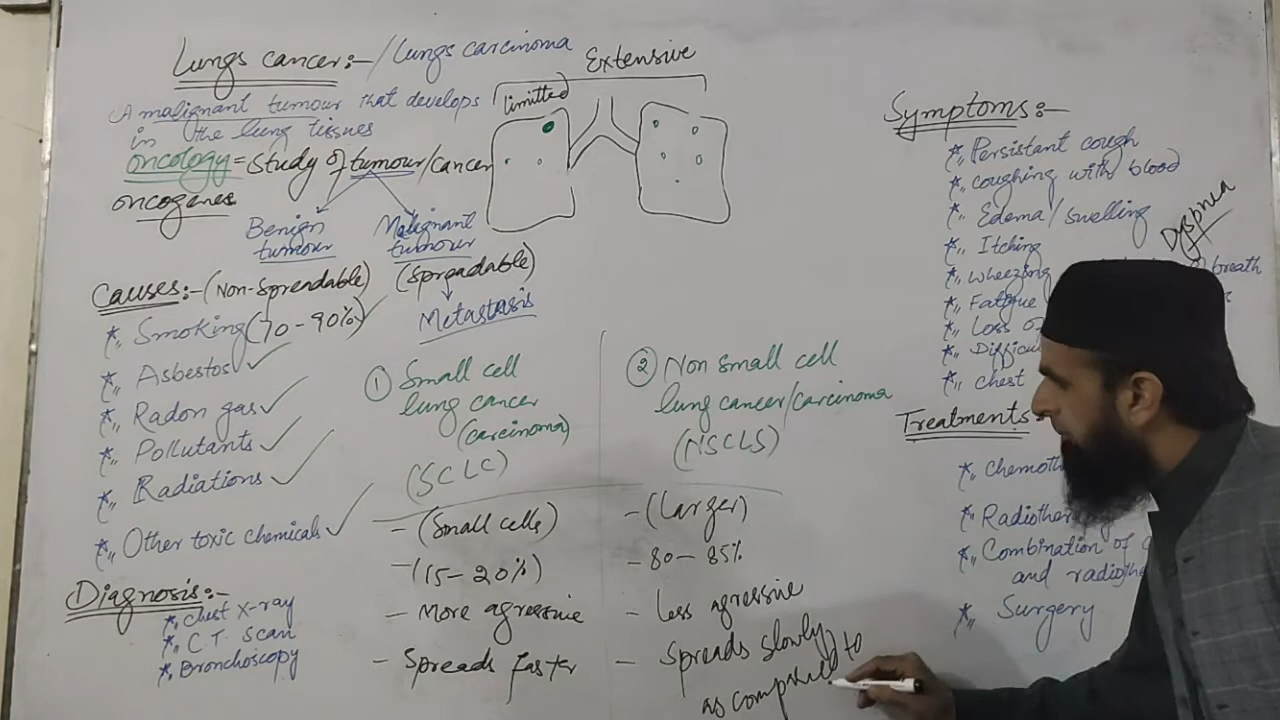 Lungs cancer:-/Lungs carcinoma
A malignant tumour that develops
in the lung tissues
oncology = study of tumour/cancer
oncogenes
Benign
tumour
Malignant
tumour
(Non-Spreadable)
(Spreadable)
Metastasis
Extensive
limitted
Causes:-
*,, Smoking (70-90%) ✓
*,, Asbestos ✓
*,, Radon gas ✓
*,, Pollutants ✓
*,, Radiations ✓
*,, Other toxic chemicals ✓
Diagnosis:-
*, Chest X-ray
*, C.T. Scan
*, Bronchoscopy
① Small cell
lung cancer
(carcinoma)
(SCLC)
- (Small cells)
- (15-20%)
- More agressive
- Spreads faster
② Non small cell
lung cancer/carcinoma
(NSCLS)
- (Larger)
- 80-85%
- Less agressive
- Spreads slowly
as compared to
Symptoms:-
*,, Persistant cough
*,, coughing with blood
*,, Edema/swelling
*,, Itching
*,, wheezing
breath
Dyspnea
*,, Fatigue
*,, Loss
*,, chest
Treatments:-
*,,
*,,
*,, Combination of
and
*,, Surgery